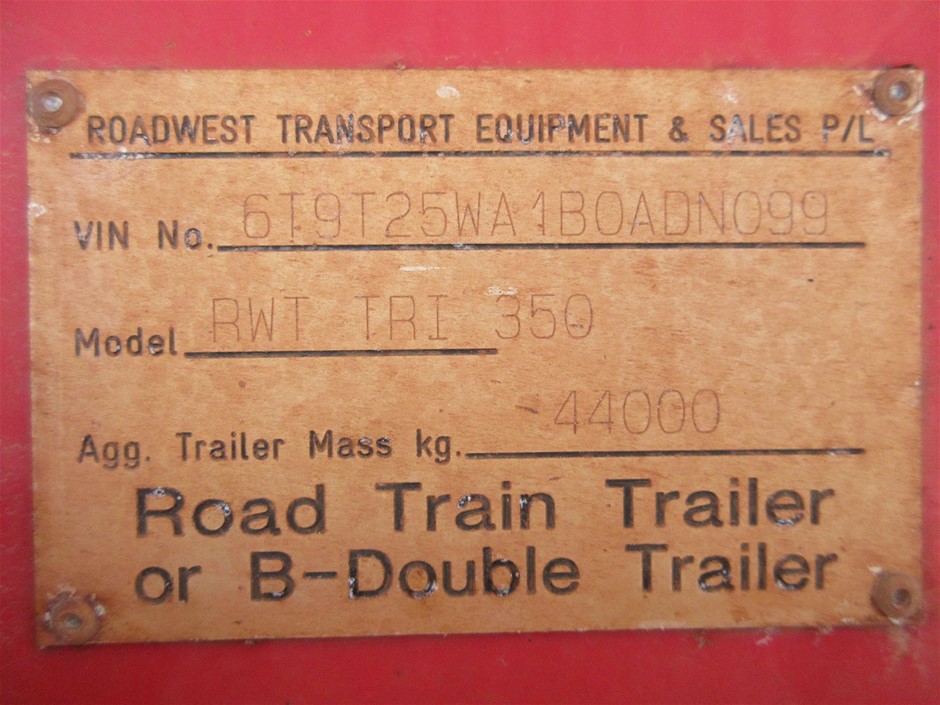 ROADWEST TRANSPORT EQUIPMENT & SALES P/L
VIN No. 6T9T25WA1B0ADN099
Model RWT TRI 350
Agg. Trailer Mass kg. 44000
Road Train Trailer
or B-Double Trailer